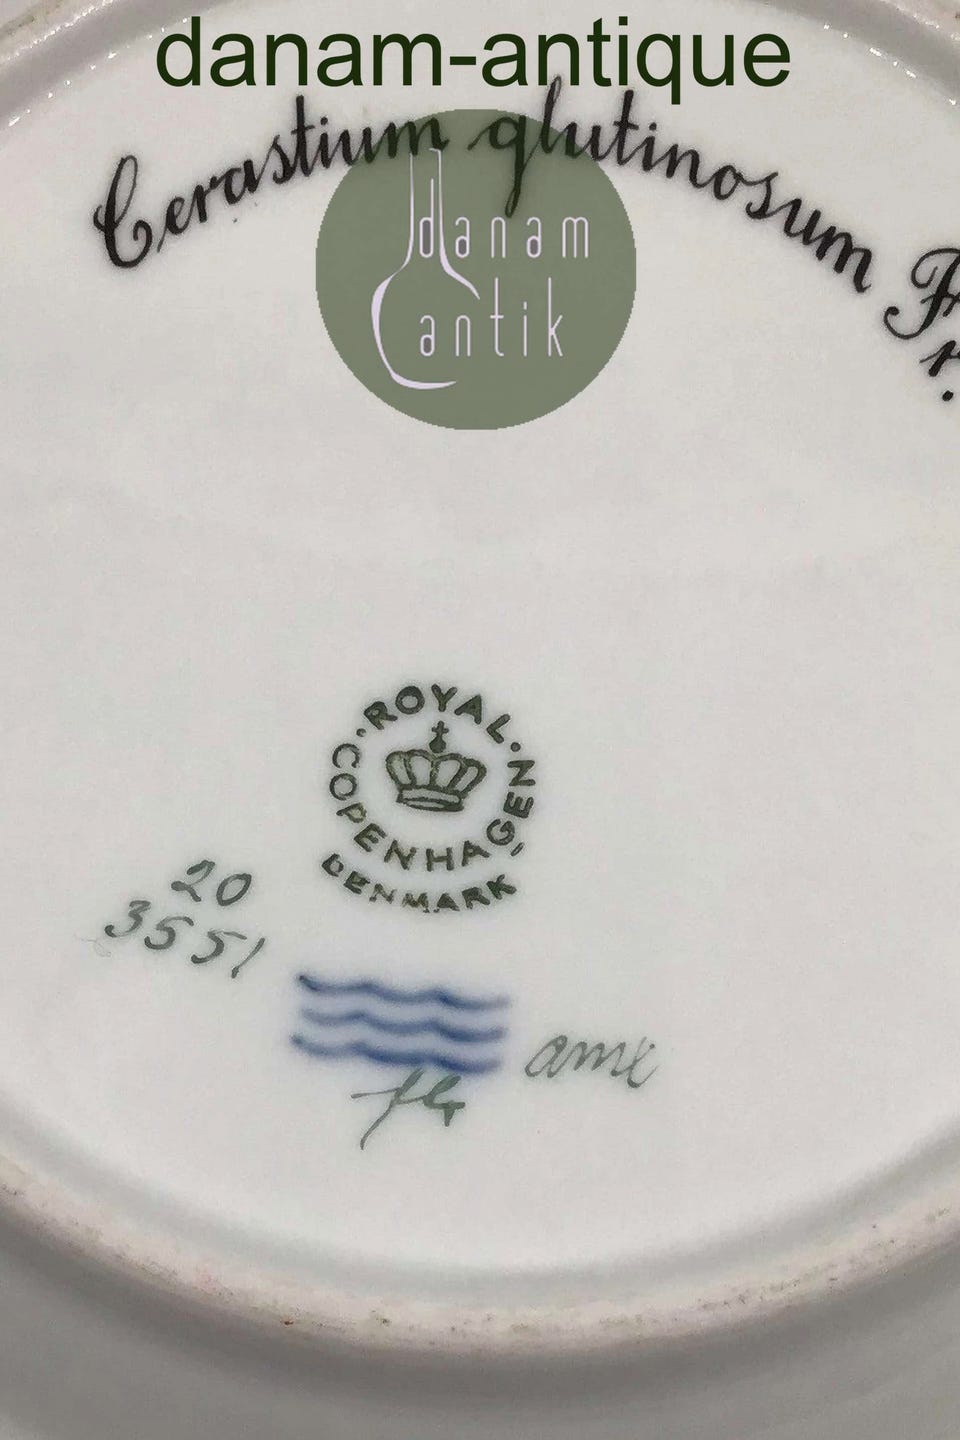 danam-antique
Cerastium glutinosum Fr.
danam
antik
ROYAL
COPENHAGEN
DENMARK
20
3551